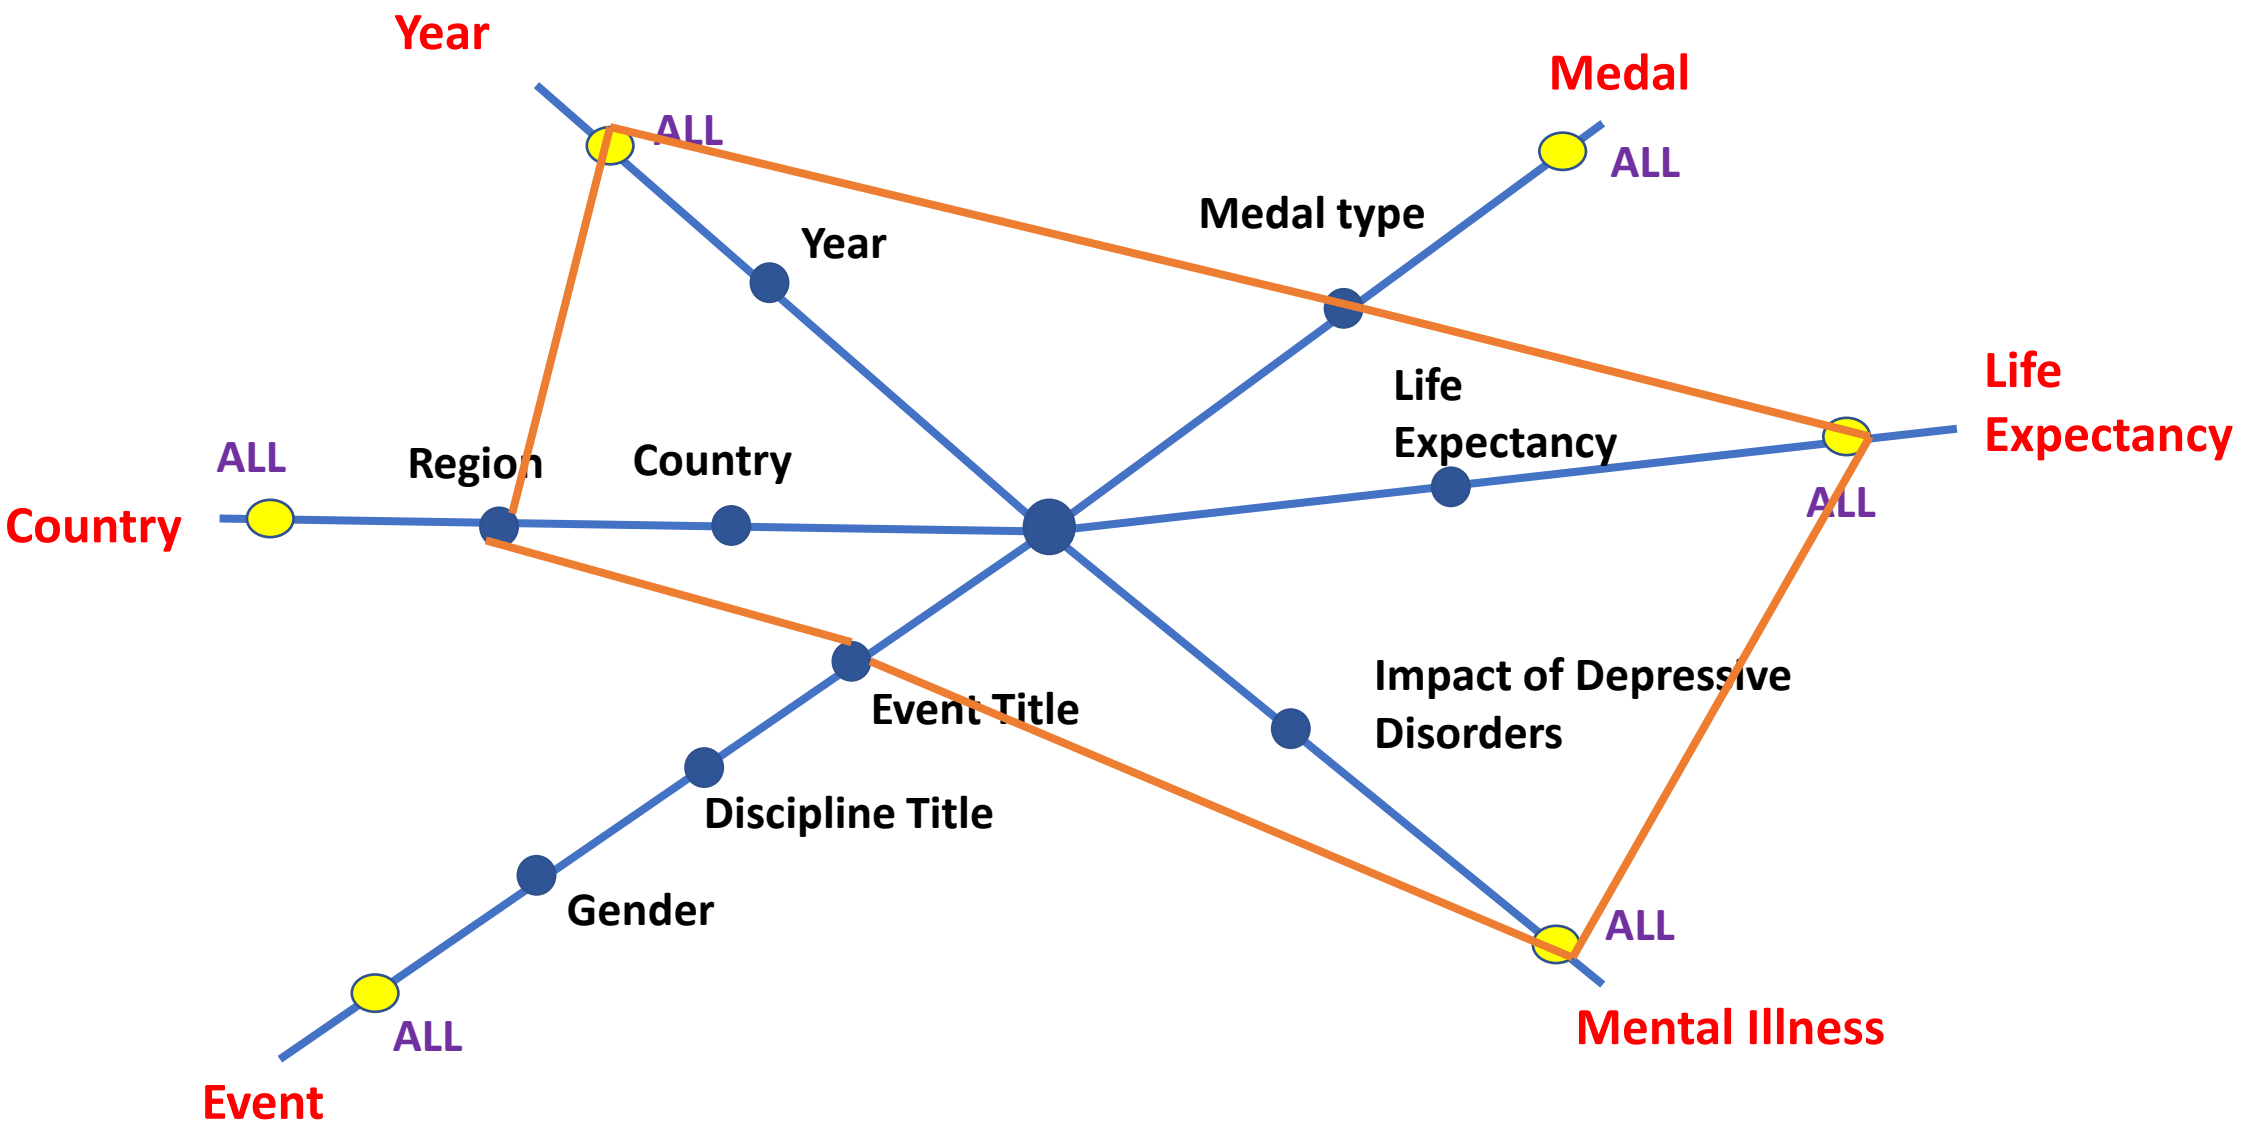 Year
Medal
ALL
ALL
Medal type
Year
Life
Expectancy
Life
Expectancy
ALL
Region
Country
Country
ALL
Impact of Depressive
Disorders
Event Title
Discipline Title
Gender
ALL
Mental Illness
ALL
Event